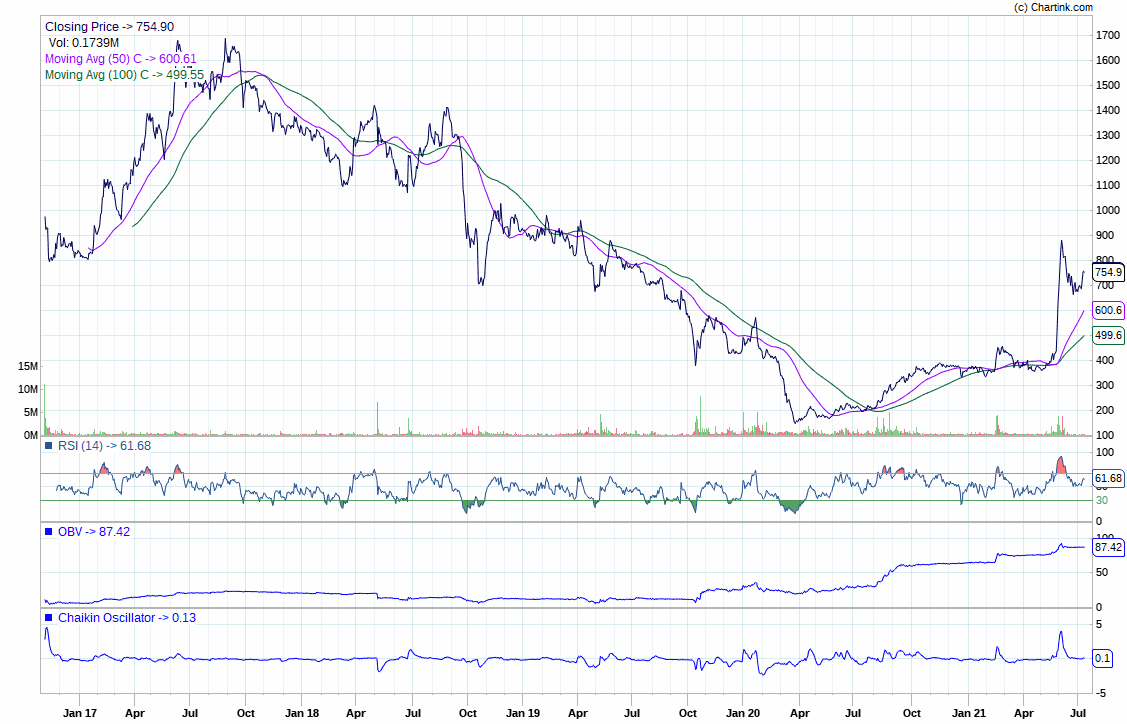 (c) Chartink.com
Closing Price -> 754.90
Vol: 0.1739M
Moving Avg (50) C -> 600.61
Moving Avg (100) C -> 499.55
1700
1600
1500
1400
1300
1200
1100
1000
900
800
754.9
700
600.6
499.6
400
300
200
100
15M
10M
5M
0M
RSI (14) -> 61.68
100
61.68
30
0
OBV -> 87.42
100
87.42
50
0
Chaikin Oscillator -> 0.13
5
0.1
-5
Jan 17 Apr Jul Oct Jan 18 Apr Jul Oct Jan 19 Apr Jul Oct Jan 20 Apr Jul Oct Jan 21 Apr Jul